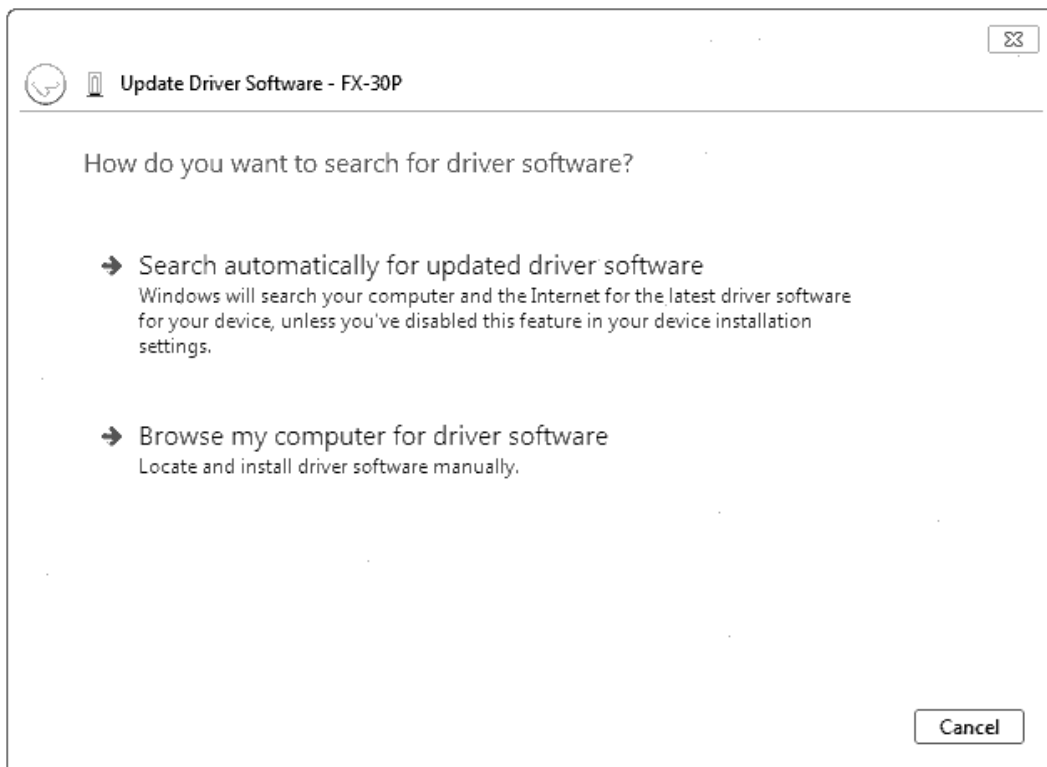 Update Driver Software - FX-30P
How do you want to search for driver software?
Search automatically for updated driver software
Windows will search your computer and the Internet for the latest driver software
for your device, unless you've disabled this feature in your device installation
settings.
Browse my computer for driver software
Locate and install driver software manually.
Cancel